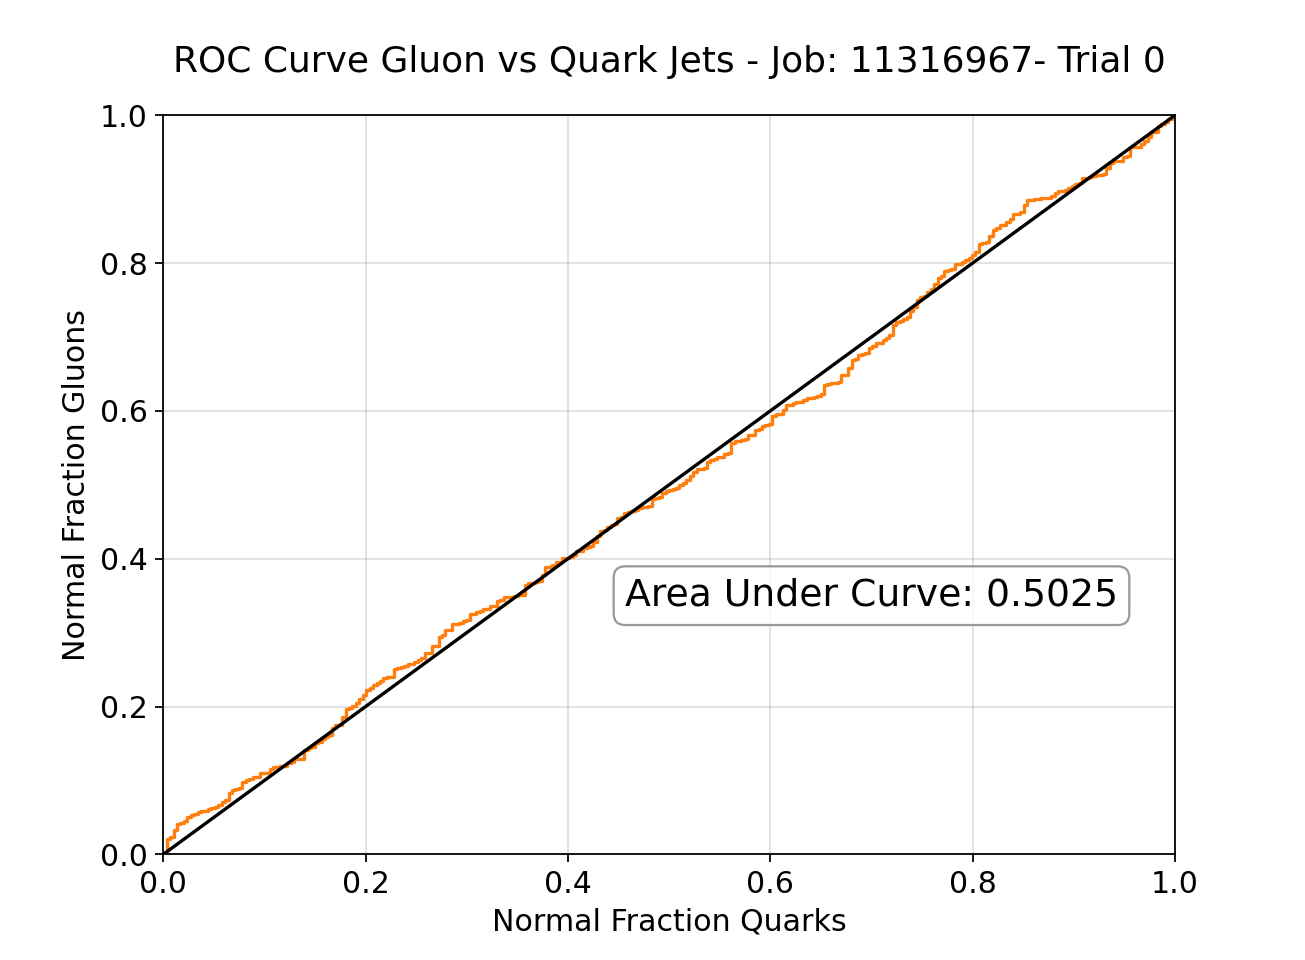 ROC Curve Gluon vs Quark Jets - Job: 11316967- Trial 0
1.0
0.8
0.6
0.4
0.2
0.0
Normal Fraction Gluons
Area Under Curve: 0.5025
0.0 0.2 0.4 0.6 0.8 1.0
Normal Fraction Quarks